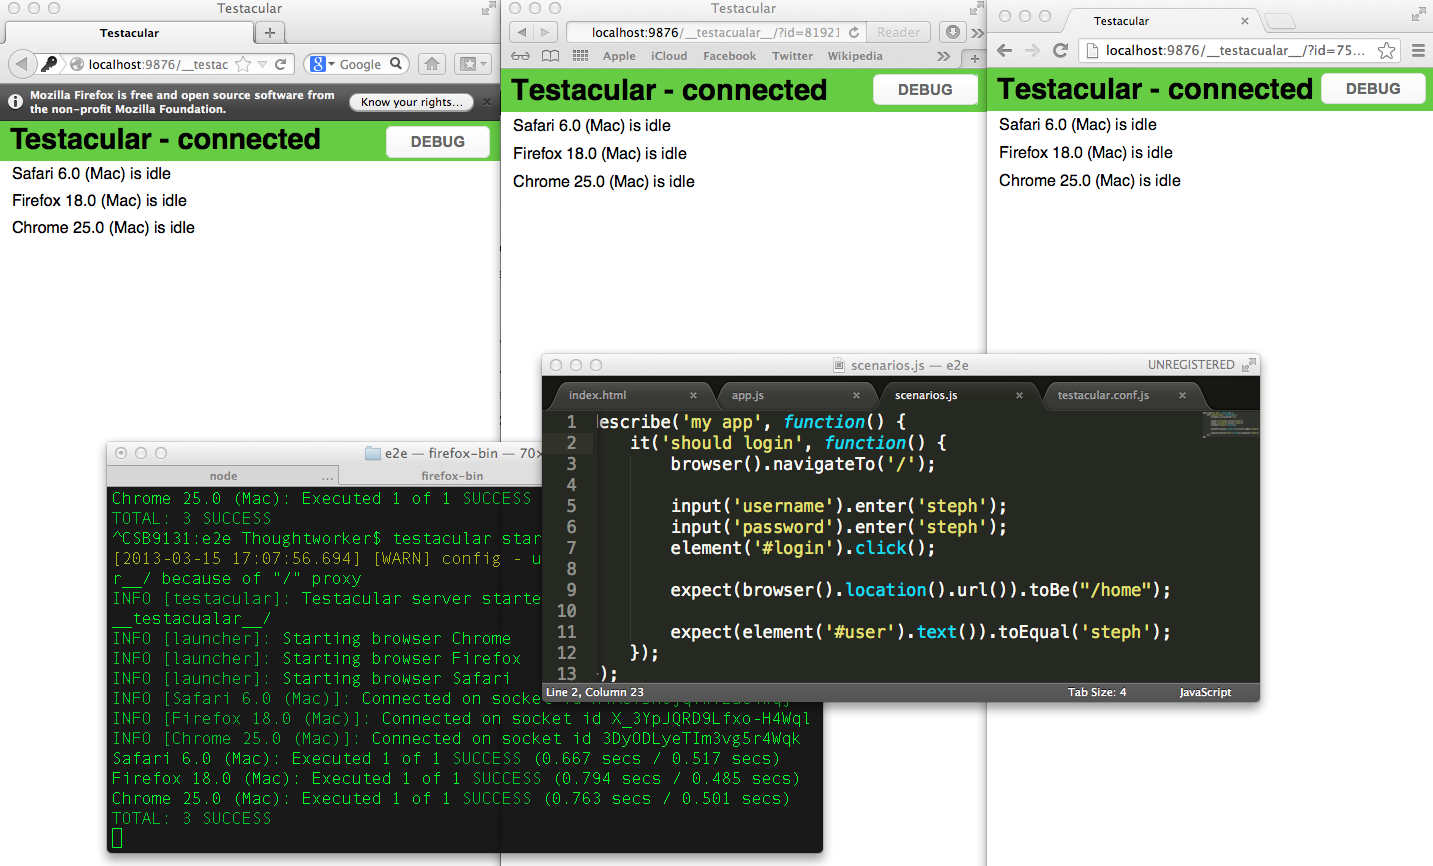 Testacular
Testacular
localhost:9876/__testac
Google
Mozilla Firefox is free and open source software from
the non-profit Mozilla Foundation.
Know your rights...
Testacular - connected
DEBUG
Safari 6.0 (Mac) is idle
Firefox 18.0 (Mac) is idle
Chrome 25.0 (Mac) is idle
Testacular
localhost:9876/__testacualar__/?id=81921
Reader
Apple iCloud Facebook Twitter Wikipedia
Testacular - connected
DEBUG
Safari 6.0 (Mac) is idle
Firefox 18.0 (Mac) is idle
Chrome 25.0 (Mac) is idle
Testacular
localhost:9876/__testacualar__/?id=75...
Testacular - connected
DEBUG
Safari 6.0 (Mac) is idle
Firefox 18.0 (Mac) is idle
Chrome 25.0 (Mac) is idle
scenarios.js — e2e
UNREGISTERED
index.html app.js scenarios.js testacular.conf.js
1 escribe('my app', function() {
2 it('should login', function() {
3 browser().navigateTo('/');
4
5 input('username').enter('steph');
6 input('password').enter('steph');
7 element('#login').click();
8
9 expect(browser().location().url()).toBe("/home");
10
11 expect(element('#user').text()).toEqual('steph');
12 });
13 );
Line 2, Column 23
Tab Size: 4
JavaScript
e2e — firefox-bin — 70×
node ... firefox-bin
Chrome 25.0 (Mac): Executed 1 of 1 SUCCESS
TOTAL: 3 SUCCESS
^CSB9131:e2e Thoughtworker$ testacular star
[2013-03-15 17:07:56.694] [WARN] config - u
r__/ because of "/" proxy
INFO [testacular]: Testacular server starte
__testacualar__/
INFO [launcher]: Starting browser Chrome
INFO [launcher]: Starting browser Firefox
INFO [launcher]: Starting browser Safari
INFO [Safari 6.0 (Mac)]: Connected on socket
INFO [Firefox 18.0 (Mac)]: Connected on socket id X_3YpJQRD9Lfxo-H4Wql
INFO [Chrome 25.0 (Mac)]: Connected on socket id 3DyODLyeTIm3vg5r4Wqk
Safari 6.0 (Mac): Executed 1 of 1 SUCCESS (0.667 secs / 0.517 secs)
Firefox 18.0 (Mac): Executed 1 of 1 SUCCESS (0.794 secs / 0.485 secs)
Chrome 25.0 (Mac): Executed 1 of 1 SUCCESS (0.763 secs / 0.501 secs)
TOTAL: 3 SUCCESS